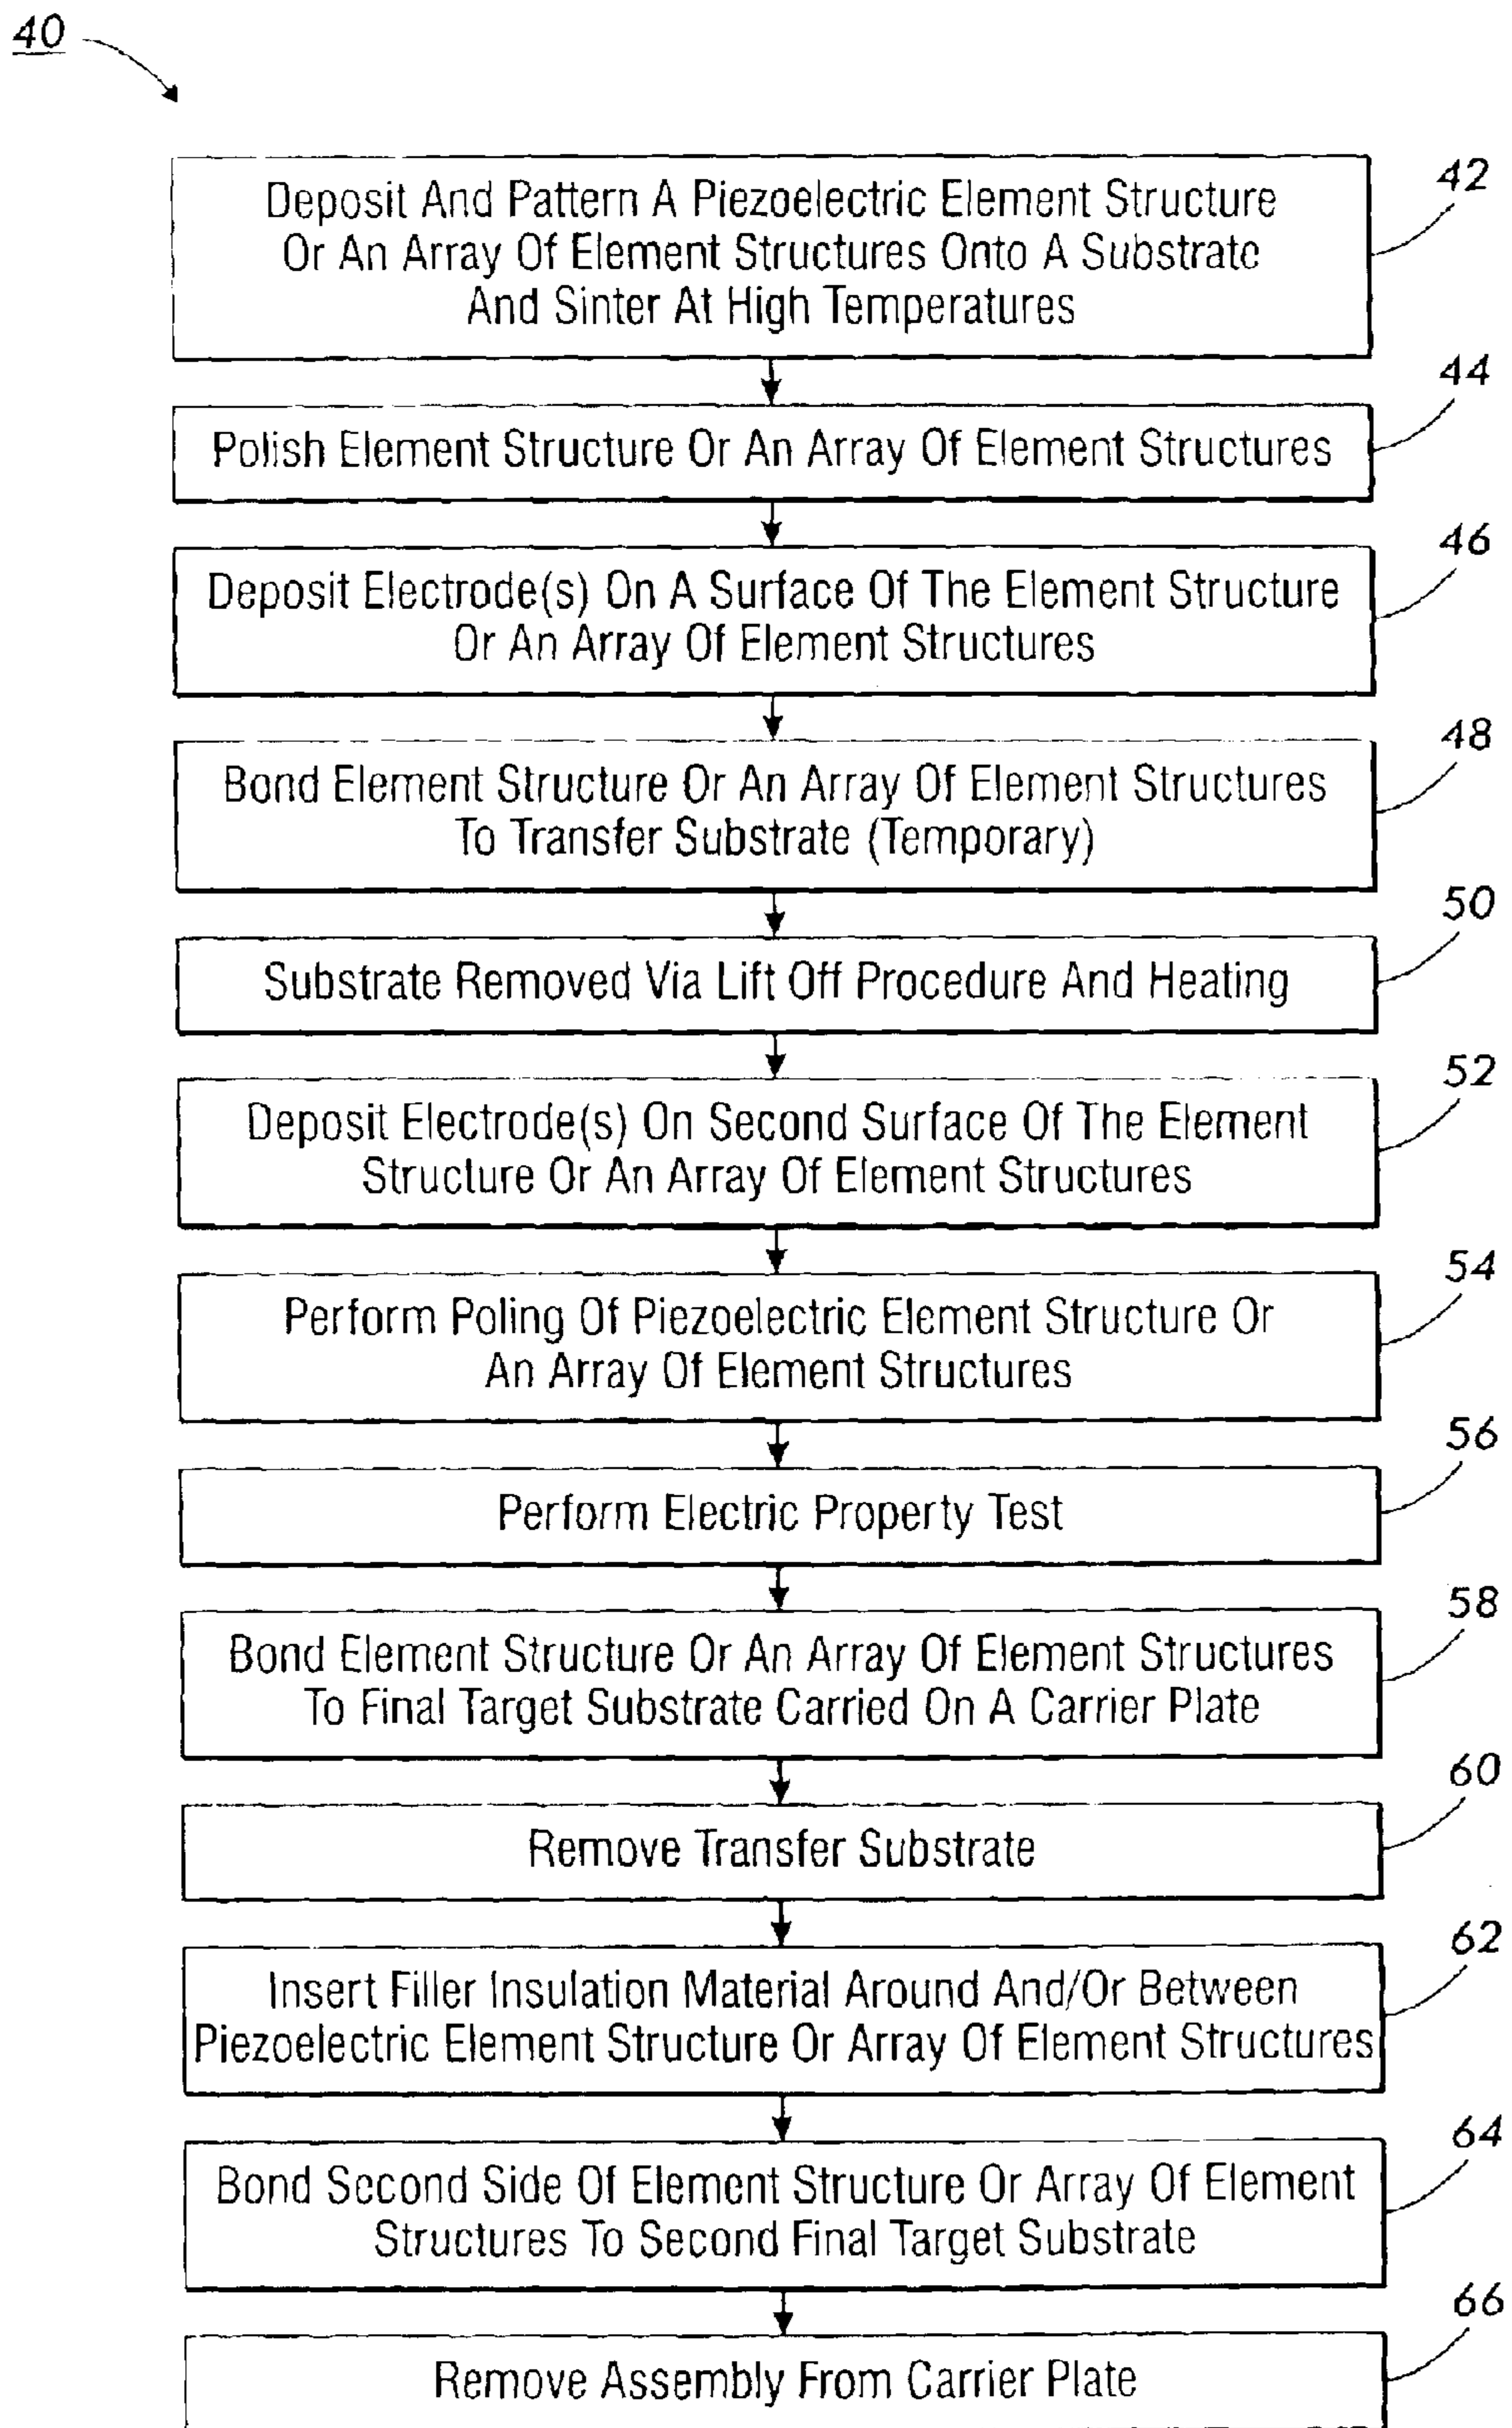 40
Deposit And Pattern A Piezoelectric Element Structure
Or An Array Of Element Structures Onto A Substrate
And Sinter At High Temperatures
42
Polish Element Structure Or An Array Of Element Structures
44
Deposit Electrode(s) On A Surface Of The Element Structure
Or An Array Of Element Structures
46
Bond Element Structure Or An Array Of Element Structures
To Transfer Substrate (Temporary)
48
Substrate Removed Via Lift Off Procedure And Heating
50
Deposit Electrode(s) On Second Surface Of The Element
Structure Or An Array Of Element Structures
52
Perform Poling Of Piezoelectric Element Structure Or
An Array Of Element Structures
54
Perform Electric Property Test
56
Bond Element Structure Or An Array Of Element Structures
To Final Target Substrate Carried On A Carrier Plate
58
Remove Transfer Substrate
60
Insert Filler Insulation Material Around And/Or Between
Piezoelectric Element Structure Or Array Of Element Structures
62
Bond Second Side Of Element Structure Or Array Of Element
Structures To Second Final Target Substrate
64
Remove Assembly From Carrier Plate
66